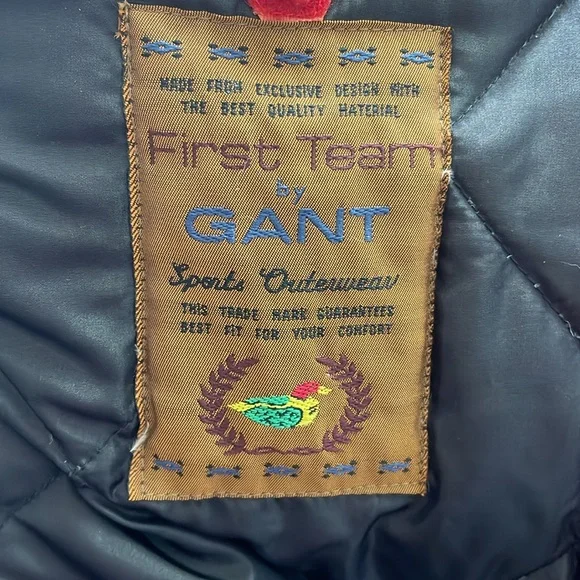 MADE FROM EXCLUSIVE DESIGN WITH
THE BEST QUALITY MATERIAL
First Team
by
GANT
Sports Outerwear
THIS TRADE MARK GUARANTEES
BEST FIT FOR YOUR COMFORT